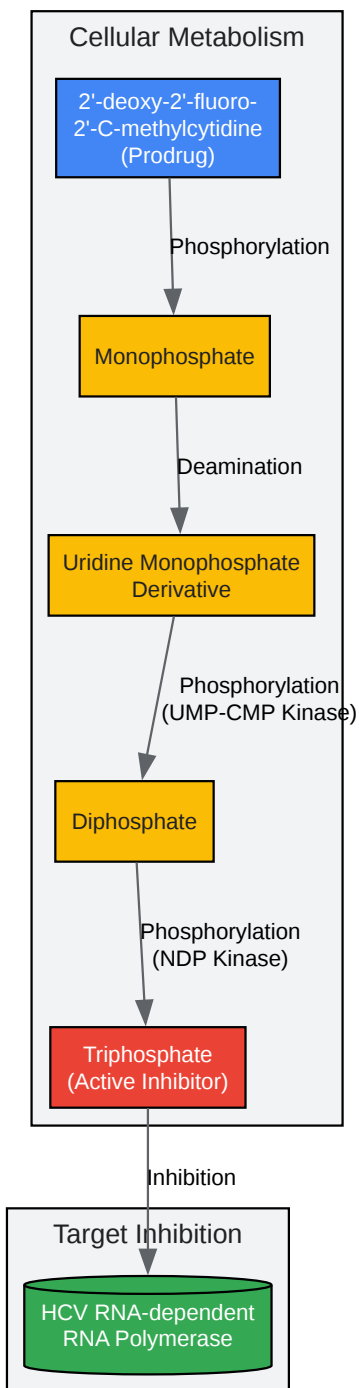 Cellular Metabolism
2'-deoxy-2'-fluoro-
2'-C-methylcytidine
(Prodrug)
Phosphorylation
Monophosphate
Deamination
Uridine Monophosphate
Derivative
Phosphorylation
(UMP-CMP Kinase)
Diphosphate
Phosphorylation
(NDP Kinase)
Triphosphate
(Active Inhibitor)
Inhibition
Target Inhibition
HCV RNA-dependent
RNA Polymerase